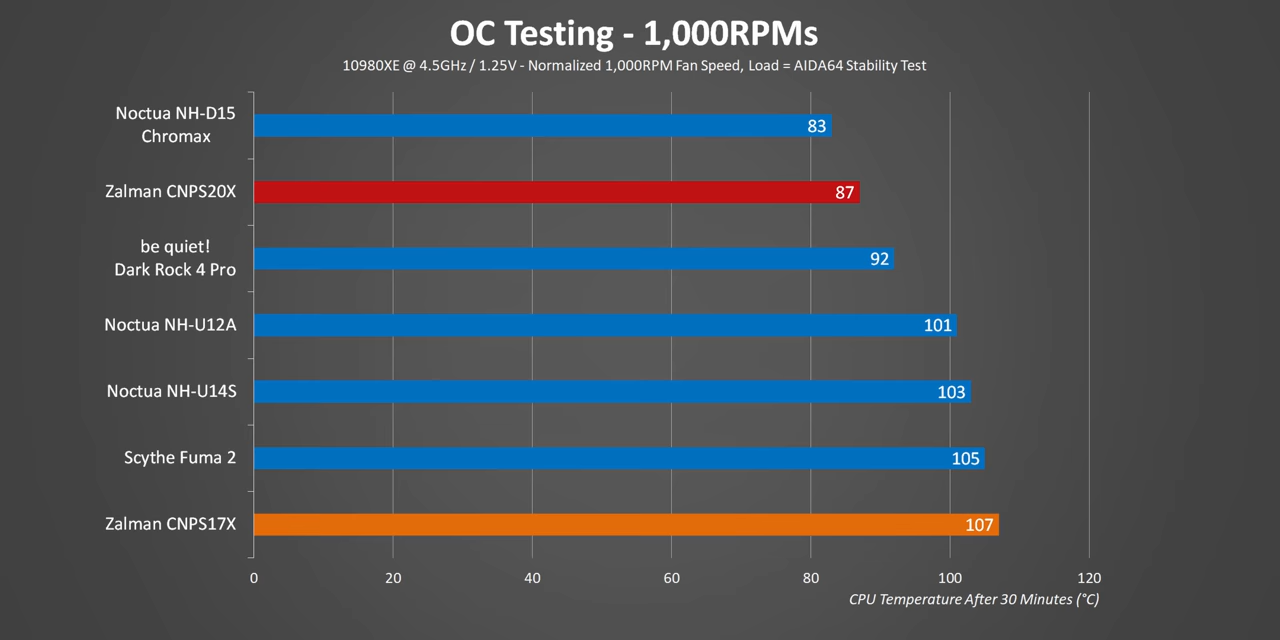 OC Testing - 1,000RPMs
10980XE @ 4.5GHz / 1.25V - Normalized 1,000RPM Fan Speed, Load = AIDA64 Stability Test
Noctua NH-D15
Chromax
83
Zalman CNPS20X
87
be quiet!
Dark Rock 4 Pro
92
Noctua NH-U12A
101
Noctua NH-U14S
103
Scythe Fuma 2
105
Zalman CNPS17X
107
0 20 40 60 80 100 120
CPU Temperature After 30 Minutes (°C)